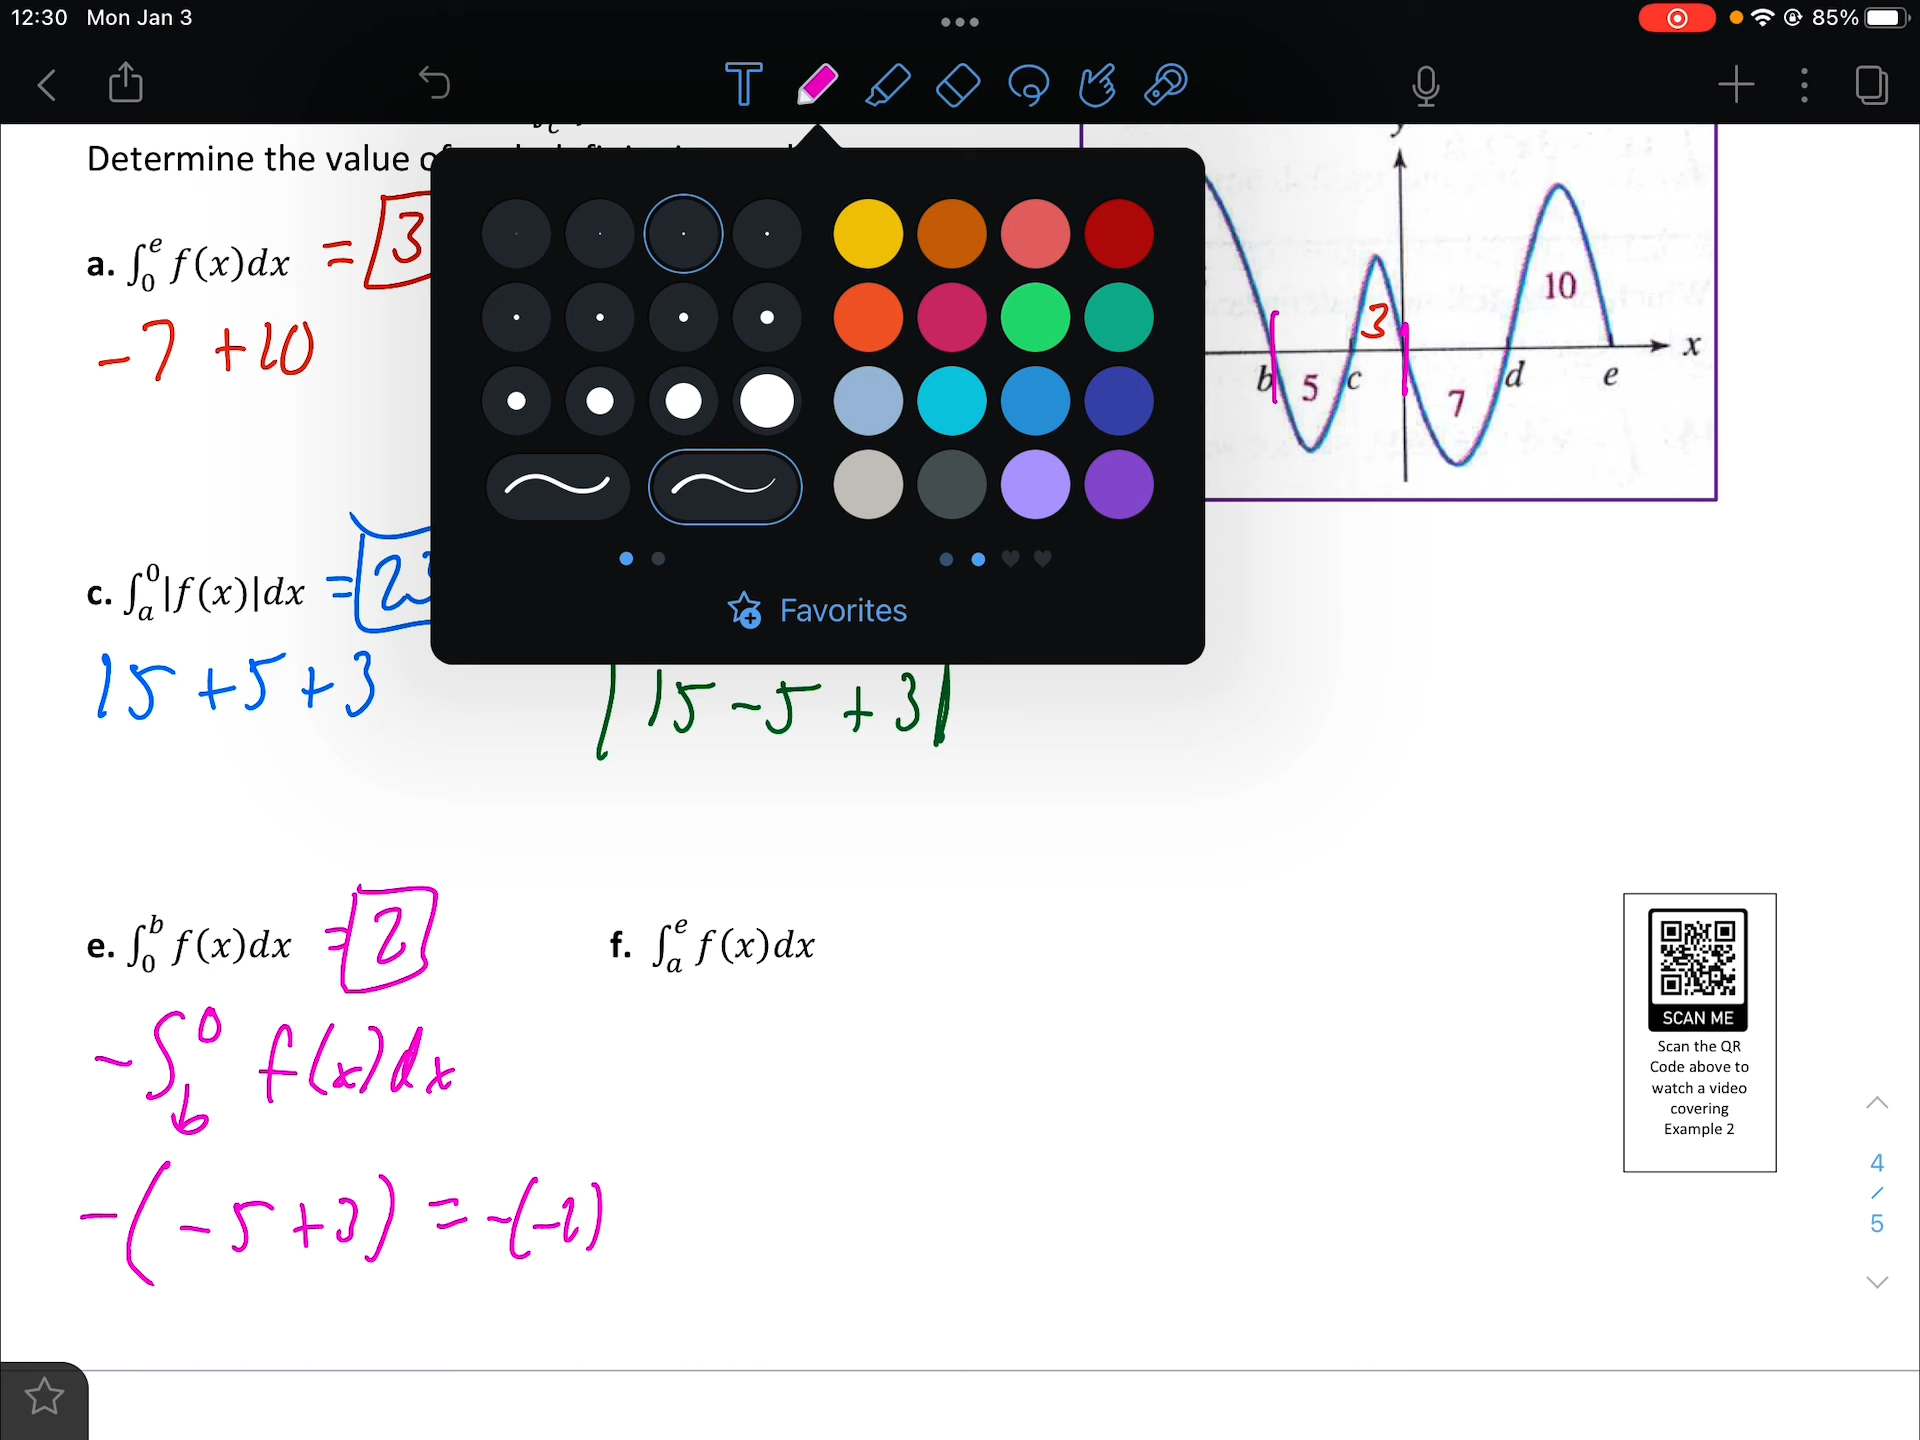 12:30 Mon Jan 3
85%
Determine the value
a. ∫₀ᵉ f(x)dx = 3
-7 +10
y
3
10
x
b 5 c
7
d e
c. ∫ₐ⁰|f(x)|dx = 23
15 +5 +3
|15 -5 +3|
Favorites
e. ∫₀ᵇ f(x)dx = 2
f. ∫ₐᵉ f(x)dx
-∫_b⁰ f(x)dx
-(-5+3) = -(-2)
SCAN ME
Scan the QR
Code above to
watch a video
covering
Example 2
4
/
5